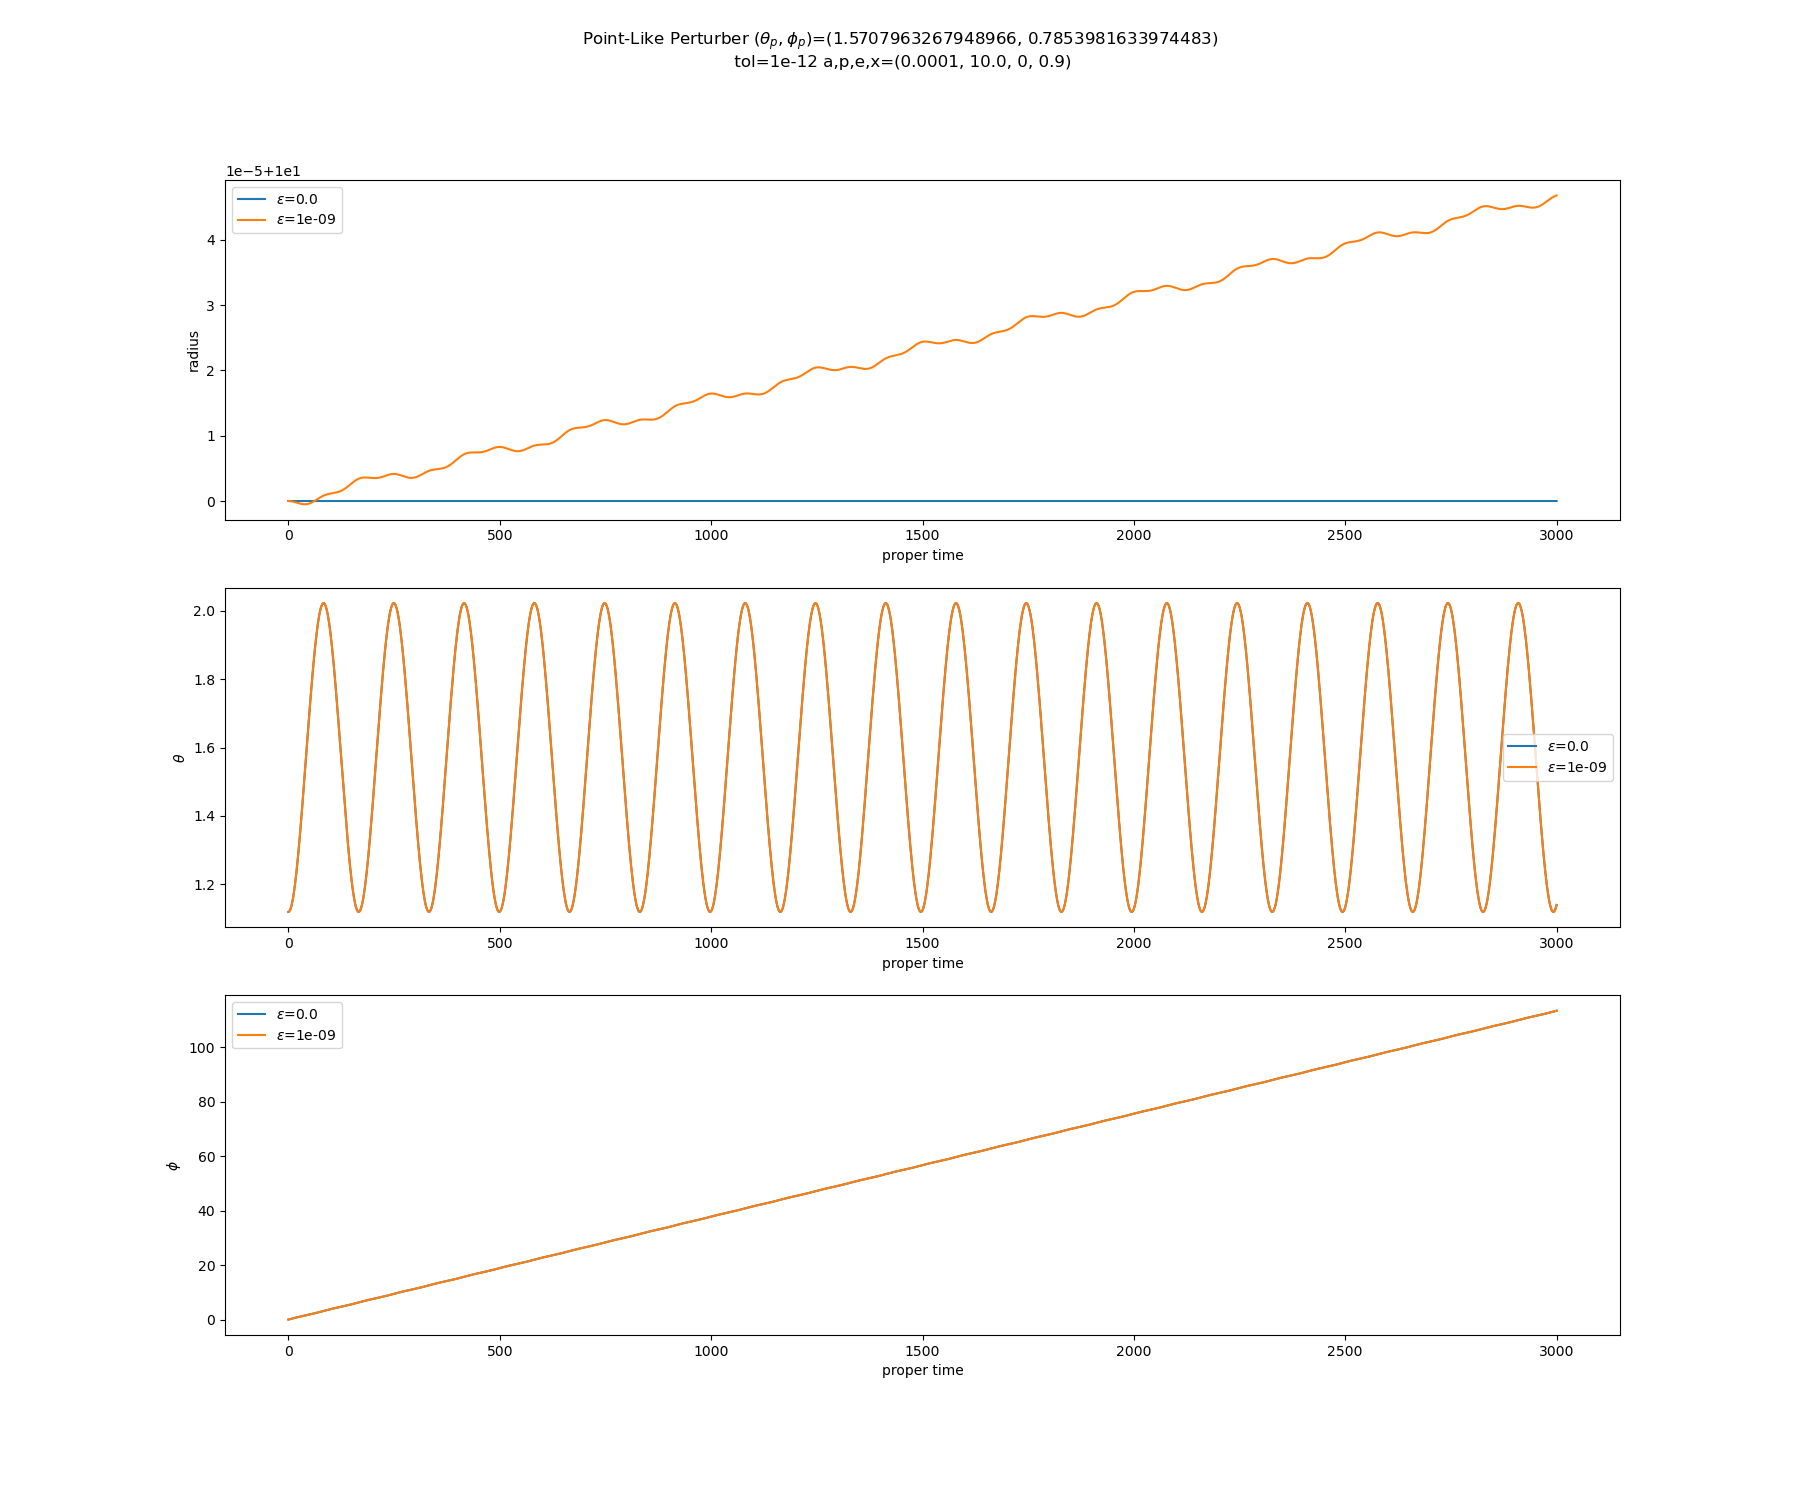 Point-Like Perturber (θp, ϕp)=(1.5707963267948966, 0.7853981633974483)
tol=1e-12 a,p,e,x=(0.0001, 10.0, 0, 0.9)
1e−5+1e1
ε=0.0
ε=1e-09
4
3
2
1
0
radius
0 500 1000 1500 2000 2500 3000
proper time
2.0
1.8
1.6
1.4
1.2
θ
ε=0.0
ε=1e-09
0 500 1000 1500 2000 2500 3000
proper time
ε=0.0
ε=1e-09
100
80
60
40
20
0
ϕ
0 500 1000 1500 2000 2500 3000
proper time